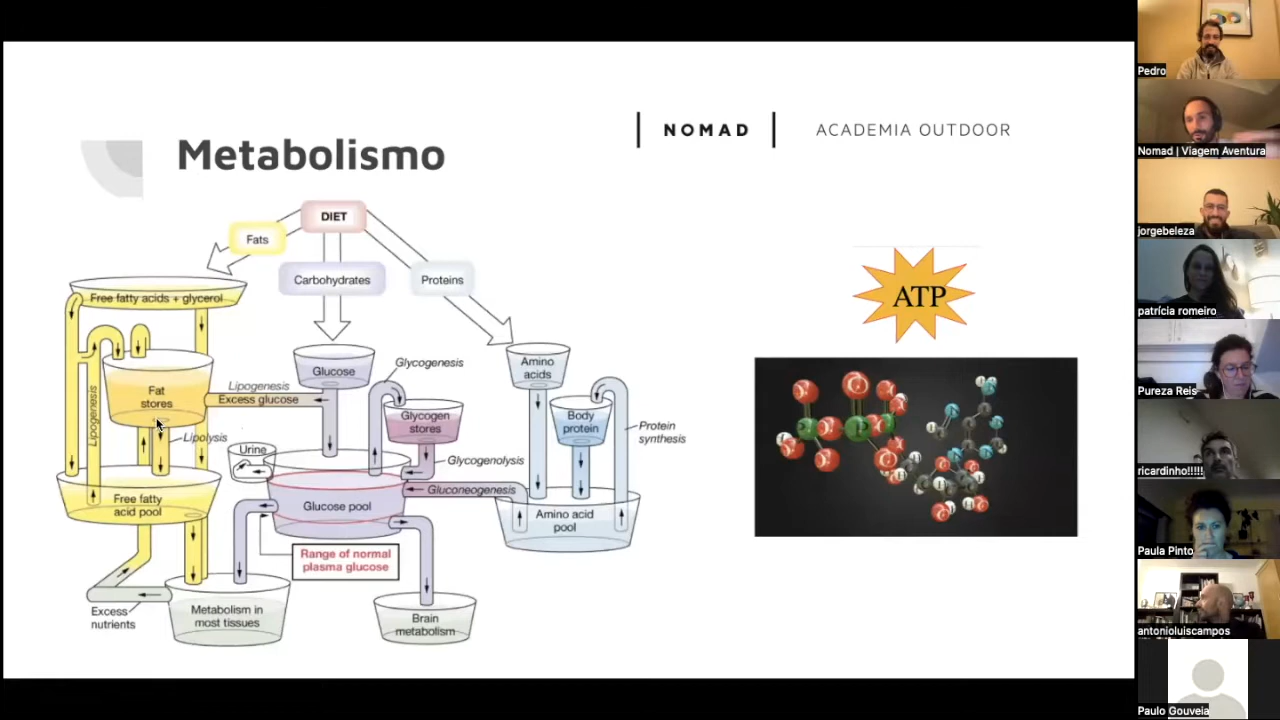 NOMAD
ACADEMIA OUTDOOR
Metabolismo
DIET
Fats
Carbohydrates
Proteins
Free fatty acids + glycerol
Glucose
Glycogenesis
Amino
acids
Fat
stores
Lipogenesis
Excess glucose
Lipogenesis
Glycogen
stores
Body
protein
Protein
synthesis
Lipolysis
Urine
Glycogenolysis
Gluconeogenesis
Free fatty
acid pool
Glucose pool
Amino acid
pool
Range of normal
plasma glucose
Excess
nutrients
Metabolism in
most tissues
Brain
metabolism
ATP
P
P
P
Pedro
Nomad | Viagem Aventura
jorgebeleza
patrícia romeiro
Pureza Reis
ricardinho!!!!!
Paula Pinto
antonioluiscampos
Paulo Gouveia